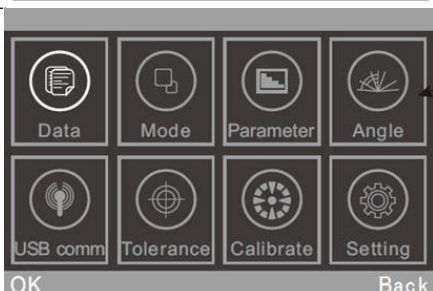 Data Mode Parameter Angle
USB comm Tolerance Calibrate Setting
OK Back